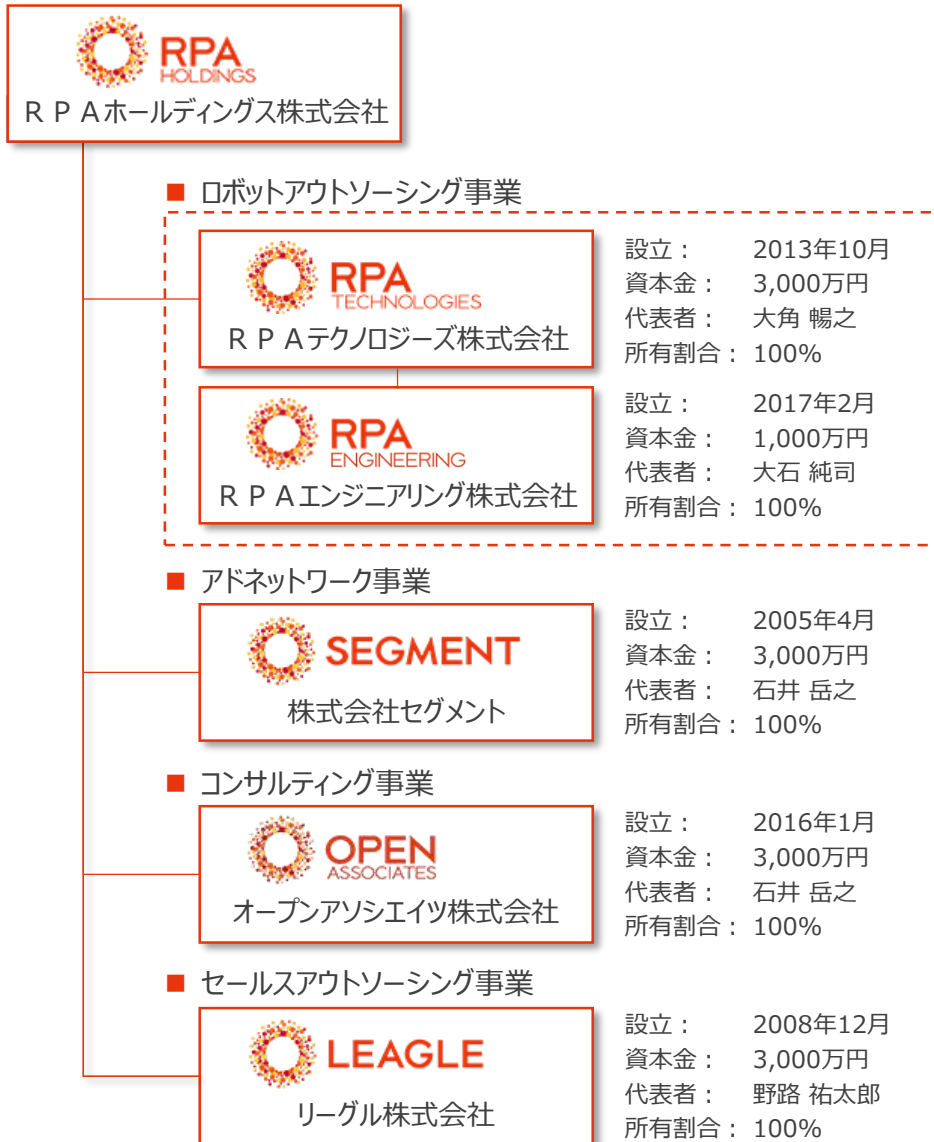 RPA
HOLDINGS
ＲＰＡホールディングス株式会社
■ ロボットアウトソーシング事業
RPA
TECHNOLOGIES
ＲＰＡテクノロジーズ株式会社
設立： 2013年10月
資本金： 3,000万円
代表者： 大角 暢之
所有割合： 100%
RPA
ENGINEERING
ＲＰＡエンジニアリング株式会社
設立： 2017年2月
資本金： 1,000万円
代表者： 大石 純司
所有割合： 100%
■ アドネットワーク事業
SEGMENT
株式会社セグメント
設立： 2005年4月
資本金： 3,000万円
代表者： 石井 岳之
所有割合： 100%
■ コンサルティング事業
OPEN
ASSOCIATES
オープンアソシエイツ株式会社
設立： 2016年1月
資本金： 3,000万円
代表者： 石井 岳之
所有割合： 100%
■ セールスアウトソーシング事業
LEAGLE
リーグル株式会社
設立： 2008年12月
資本金： 3,000万円
代表者： 野路 祐太郎
所有割合： 100%